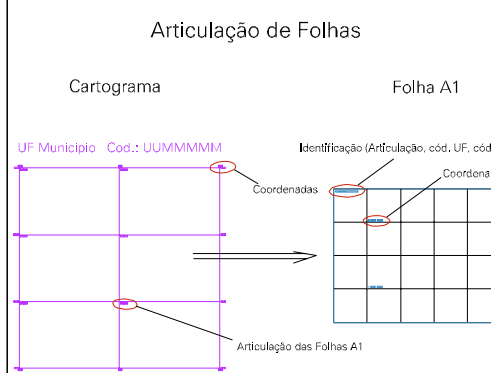 Articulação de Folhas
Cartograma
Folha A1
UF Municipio Cod.: UUMMMMM
Identificação (Articulação, cód. UF, cód
Coordenadas
Coordena
Articulação das Folhas A1